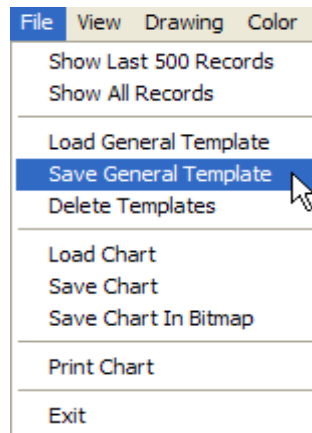 File View Drawing Color
Show Last 500 Records
Show All Records
Load General Template
Save General Template
Delete Templates
Load Chart
Save Chart
Save Chart In Bitmap
Print Chart
Exit